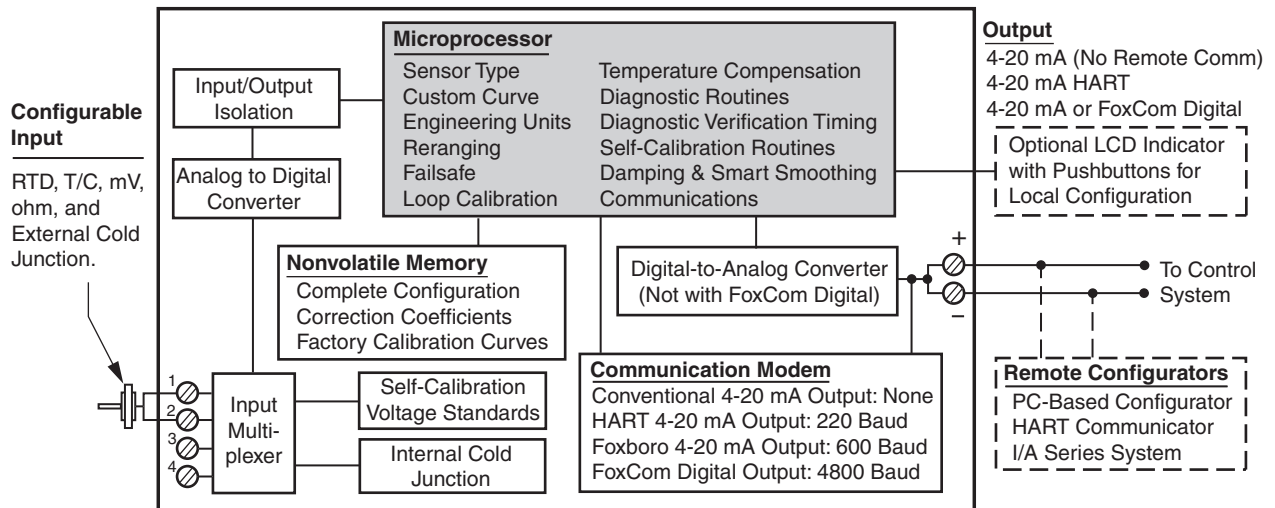 Configurable
Input
RTD, T/C, mV,
ohm, and
External Cold
Junction.
Input/Output
Isolation
Analog to Digital
Converter
Microprocessor
Sensor Type
Custom Curve
Engineering Units
Reranging
Failsafe
Loop Calibration
Temperature Compensation
Diagnostic Routines
Diagnostic Verification Timing
Self-Calibration Routines
Damping & Smart Smoothing
Communications
Output
4-20 mA (No Remote Comm)
4-20 mA HART
4-20 mA or FoxCom Digital
Optional LCD Indicator
with Pushbuttons for
Local Configuration
Nonvolatile Memory
Complete Configuration
Correction Coefficients
Factory Calibration Curves
Digital-to-Analog Converter
(Not with FoxCom Digital)
+
–
To Control
System
1
2
3
4
Input
Multi-
plexer
Self-Calibration
Voltage Standards
Internal Cold
Junction
Communication Modem
Conventional 4-20 mA Output: None
HART 4-20 mA Output: 220 Baud
Foxboro 4-20 mA Output: 600 Baud
FoxCom Digital Output: 4800 Baud
Remote Configurators
PC-Based Configurator
HART Communicator
I/A Series System